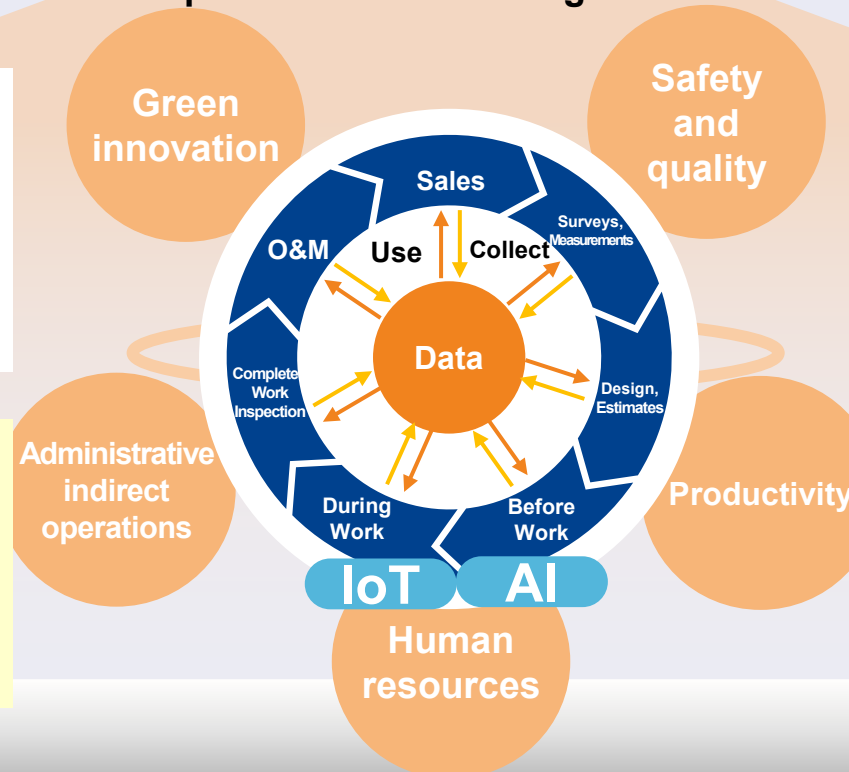 Green
innovation
Safety
and
quality
Sales
Surveys,
Measurements
O&M
Use
Collect
Data
Complete
Work
Inspection
Design,
Estimates
Administrative
indirect
operations
Productivity
During
Work
Before
Work
IoT
AI
Human
resources